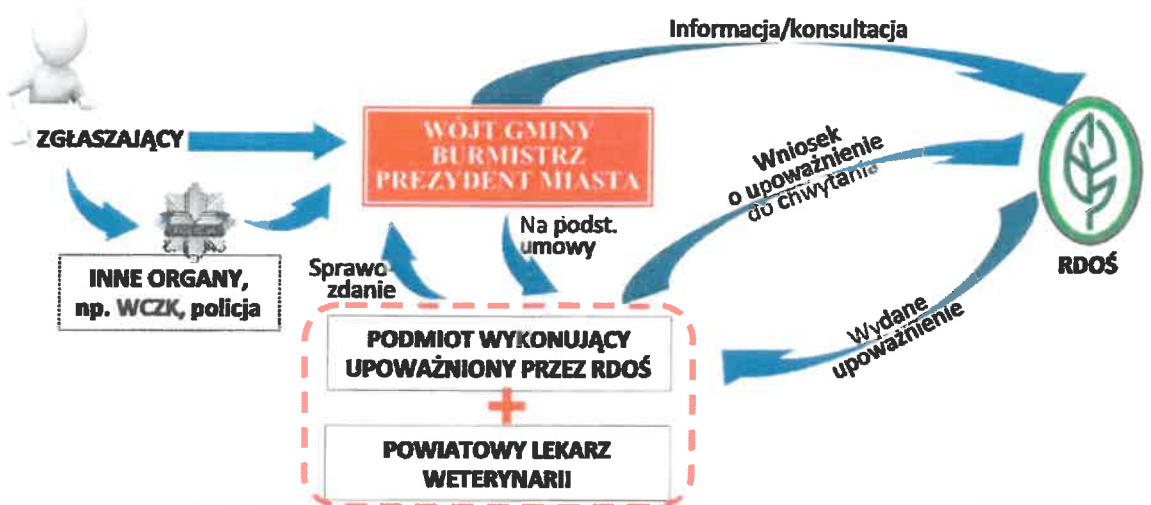 Informacja/konsultacja
ZGŁASZAJĄCY
WÓJT GMINY
BURMISTRZ
PREZYDENT MIASTA
Wniosek
o upoważnienie
do chwytania
Na podst.
umowy
RDOŚ
INNE ORGANY,
np. WCZK, policja
Sprawo
zdanie
Wydane
upoważnienie
PODMIOT WYKONUJĄCY
UPOWAŻNIONY PRZEZ RDOŚ
+
POWIATOWY LEKARZ
WETERYNARII